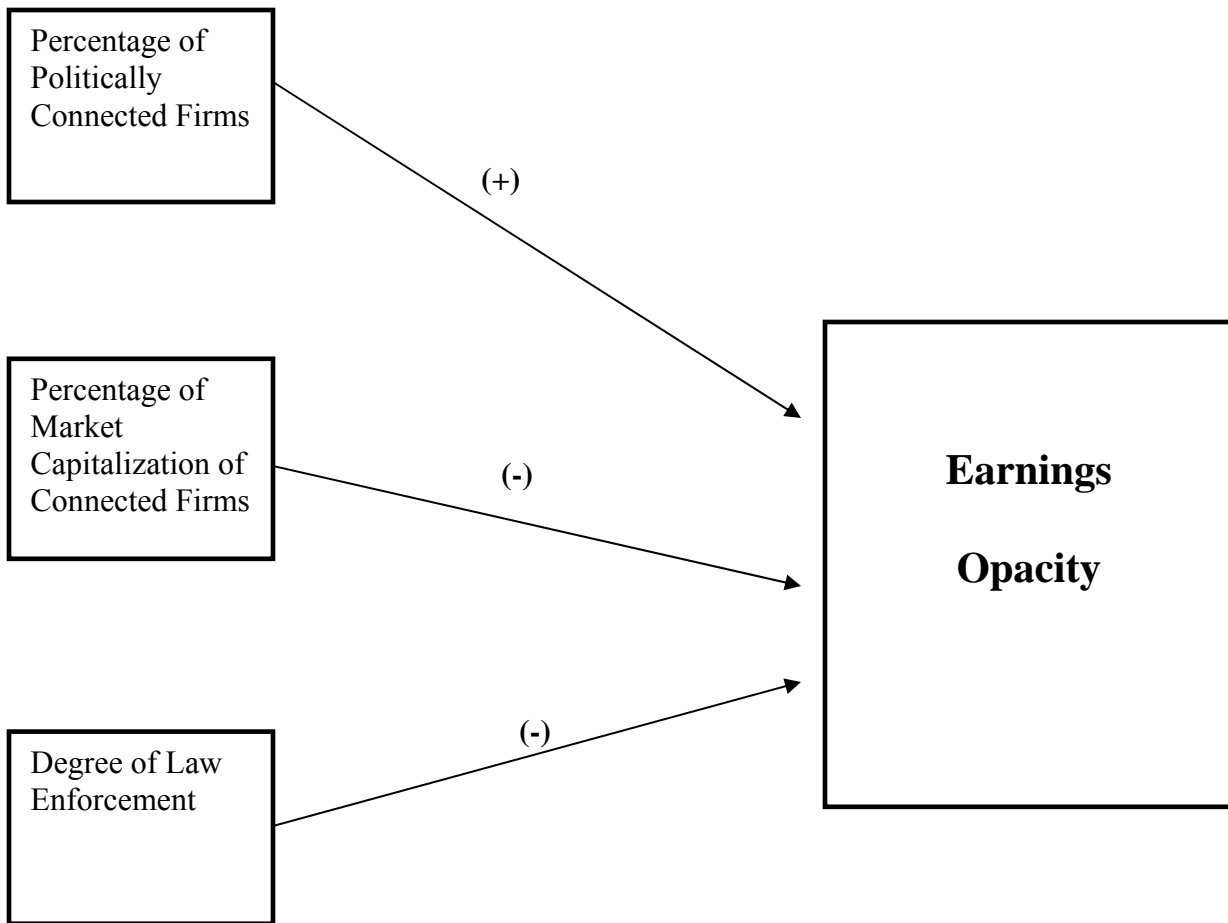 Percentage of
Politically
Connected Firms
(+)
Percentage of
Market
Capitalization of
Connected Firms
(-)
Earnings
Opacity
(-)
Degree of Law
Enforcement